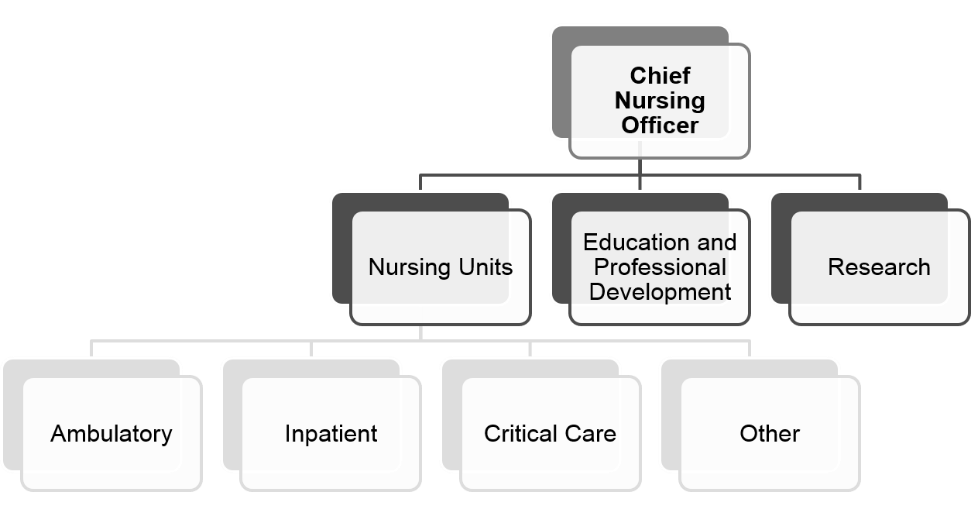 Chief
Nursing
Officer
Nursing Units
Education and
Professional
Development
Research
Ambulatory
Inpatient
Critical Care
Other